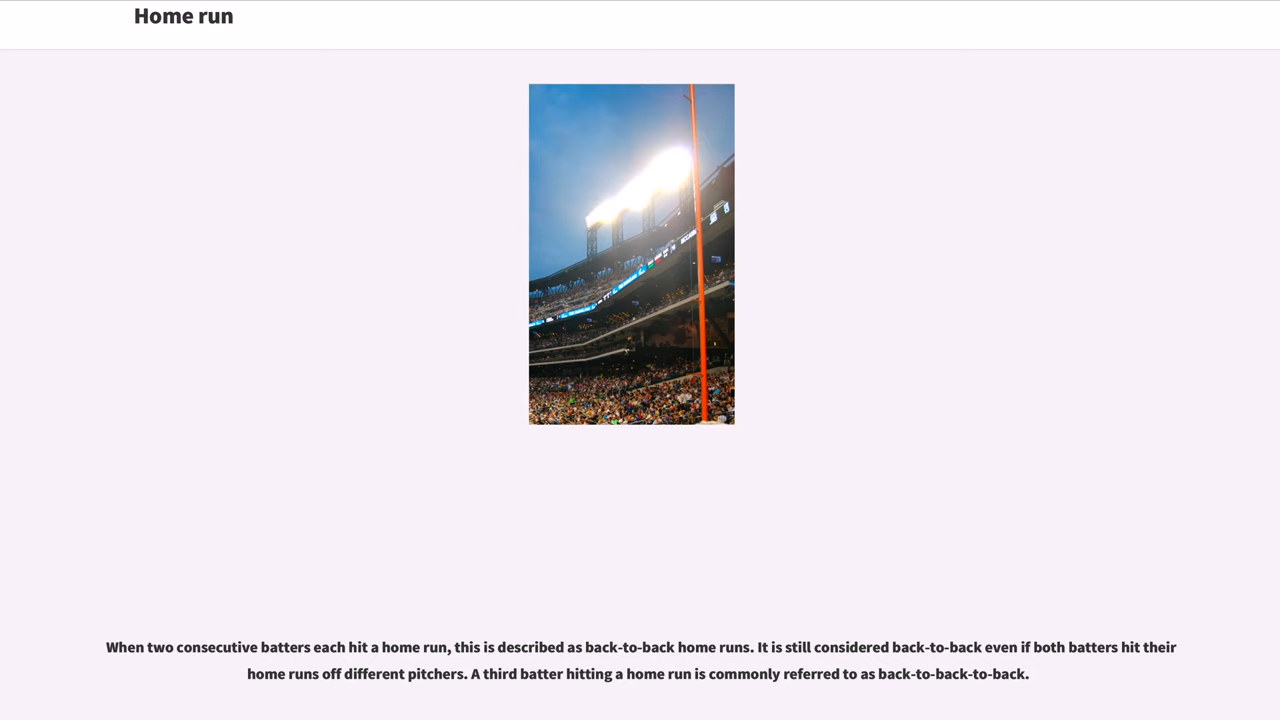 Home run
When two consecutive batters each hit a home run, this is described as back-to-back home runs. It is still considered back-to-back even if both batters hit their
home runs off different pitchers. A third batter hitting a home run is commonly referred to as back-to-back-to-back.